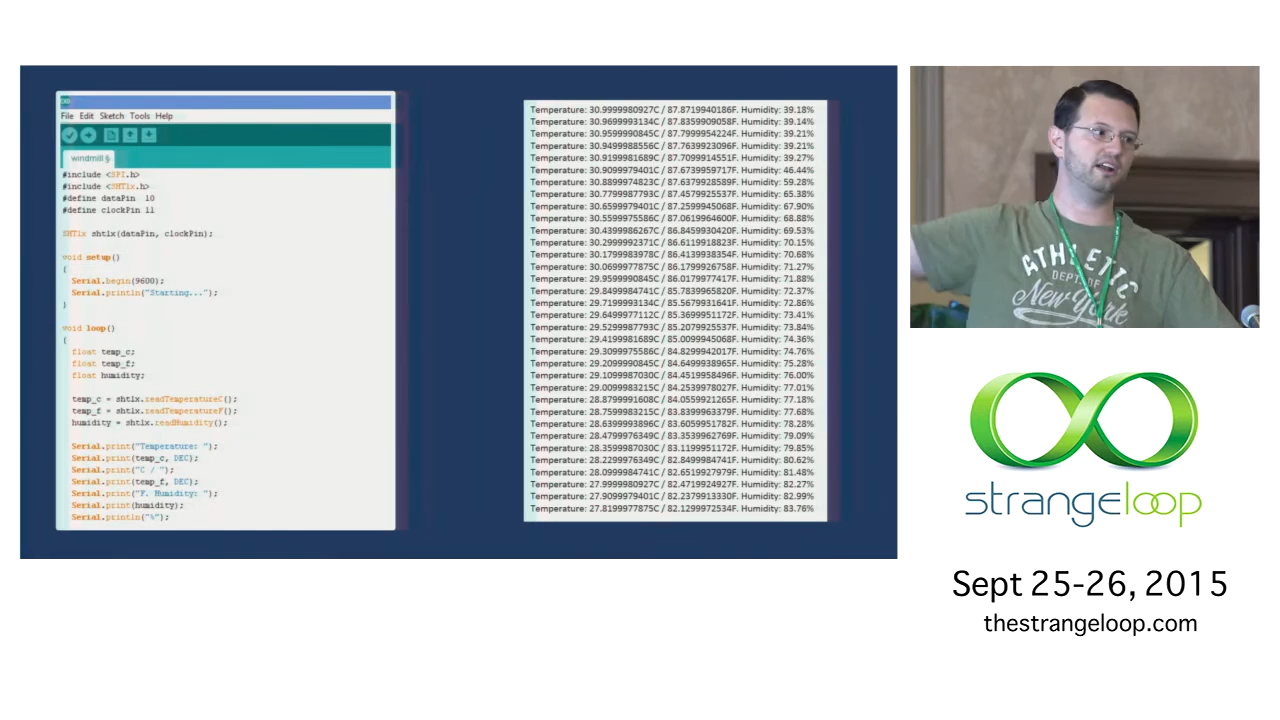 File Edit Sketch Tools Help
windmill §
#include <SPI.h>
#include <SHT1x.h>
#define dataPin 10
#define clockPin 11
SHT1x sht1x(dataPin, clockPin);
void setup()
{
Serial.begin(9600);
Serial.println("Starting...");
}
void loop()
{
float temp_c;
float temp_f;
float humidity;
temp_c = sht1x.readTemperatureC();
temp_f = sht1x.readTemperatureF();
humidity = sht1x.readHumidity();
Serial.print("Temperature: ");
Serial.print(temp_c, DEC);
Serial.print("C / ");
Serial.print(temp_f, DEC);
Serial.print("F. Humidity: ");
Serial.print(humidity);
Serial.println("%");
Temperature: 30.9999980927C / 87.8719940186F. Humidity: 39.18%
Temperature: 30.9699993134C / 87.8359909058F. Humidity: 39.14%
Temperature: 30.9599990845C / 87.7999954224F. Humidity: 39.21%
Temperature: 30.9499988556C / 87.7639923096F. Humidity: 39.21%
Temperature: 30.9199981689C / 87.7099914551F. Humidity: 39.27%
Temperature: 30.9099979401C / 87.6739959717F. Humidity: 46.44%
Temperature: 30.8899974823C / 87.6379928589F. Humidity: 59.28%
Temperature: 30.7799987793C / 87.4579925537F. Humidity: 65.38%
Temperature: 30.6599979401C / 87.2599945068F. Humidity: 67.90%
Temperature: 30.5599975586C / 87.0619964600F. Humidity: 68.88%
Temperature: 30.4399986267C / 86.8459930420F. Humidity: 69.53%
Temperature: 30.2999992371C / 86.6119918823F. Humidity: 70.15%
Temperature: 30.1799983978C / 86.4139938354F. Humidity: 70.68%
Temperature: 30.0699977875C / 86.1799926758F. Humidity: 71.27%
Temperature: 29.9599990845C / 86.0179977417F. Humidity: 71.88%
Temperature: 29.8499984741C / 85.7839965820F. Humidity: 72.37%
Temperature: 29.7199993134C / 85.5679931641F. Humidity: 72.86%
Temperature: 29.6499977112C / 85.3699951172F. Humidity: 73.41%
Temperature: 29.5299987793C / 85.2079925537F. Humidity: 73.84%
Temperature: 29.4199981689C / 85.0099945068F. Humidity: 74.36%
Temperature: 29.3099975586C / 84.8299942017F. Humidity: 74.76%
Temperature: 29.2099990845C / 84.6499938965F. Humidity: 75.28%
Temperature: 29.1099987030C / 84.4519958496F. Humidity: 76.00%
Temperature: 29.0099983215C / 84.2539978027F. Humidity: 77.01%
Temperature: 28.8799991608C / 84.0559921265F. Humidity: 77.18%
Temperature: 28.7599983215C / 83.8399963379F. Humidity: 77.68%
Temperature: 28.6399993896C / 83.6059951782F. Humidity: 78.28%
Temperature: 28.4799976349C / 83.3539962769F. Humidity: 79.09%
Temperature: 28.3599987030C / 83.1199951172F. Humidity: 79.85%
Temperature: 28.2299976349C / 82.8499984741F. Humidity: 80.62%
Temperature: 28.0999984741C / 82.6519927979F. Humidity: 81.48%
Temperature: 27.9999980927C / 82.4719924927F. Humidity: 82.27%
Temperature: 27.9099979401C / 82.2379913330F. Humidity: 82.99%
Temperature: 27.8199977875C / 82.1299972534F. Humidity: 83.76%
ATHLETIC
DEPT. OF
New York
strangeloop
Sept 25-26, 2015
thestrangeloop.com